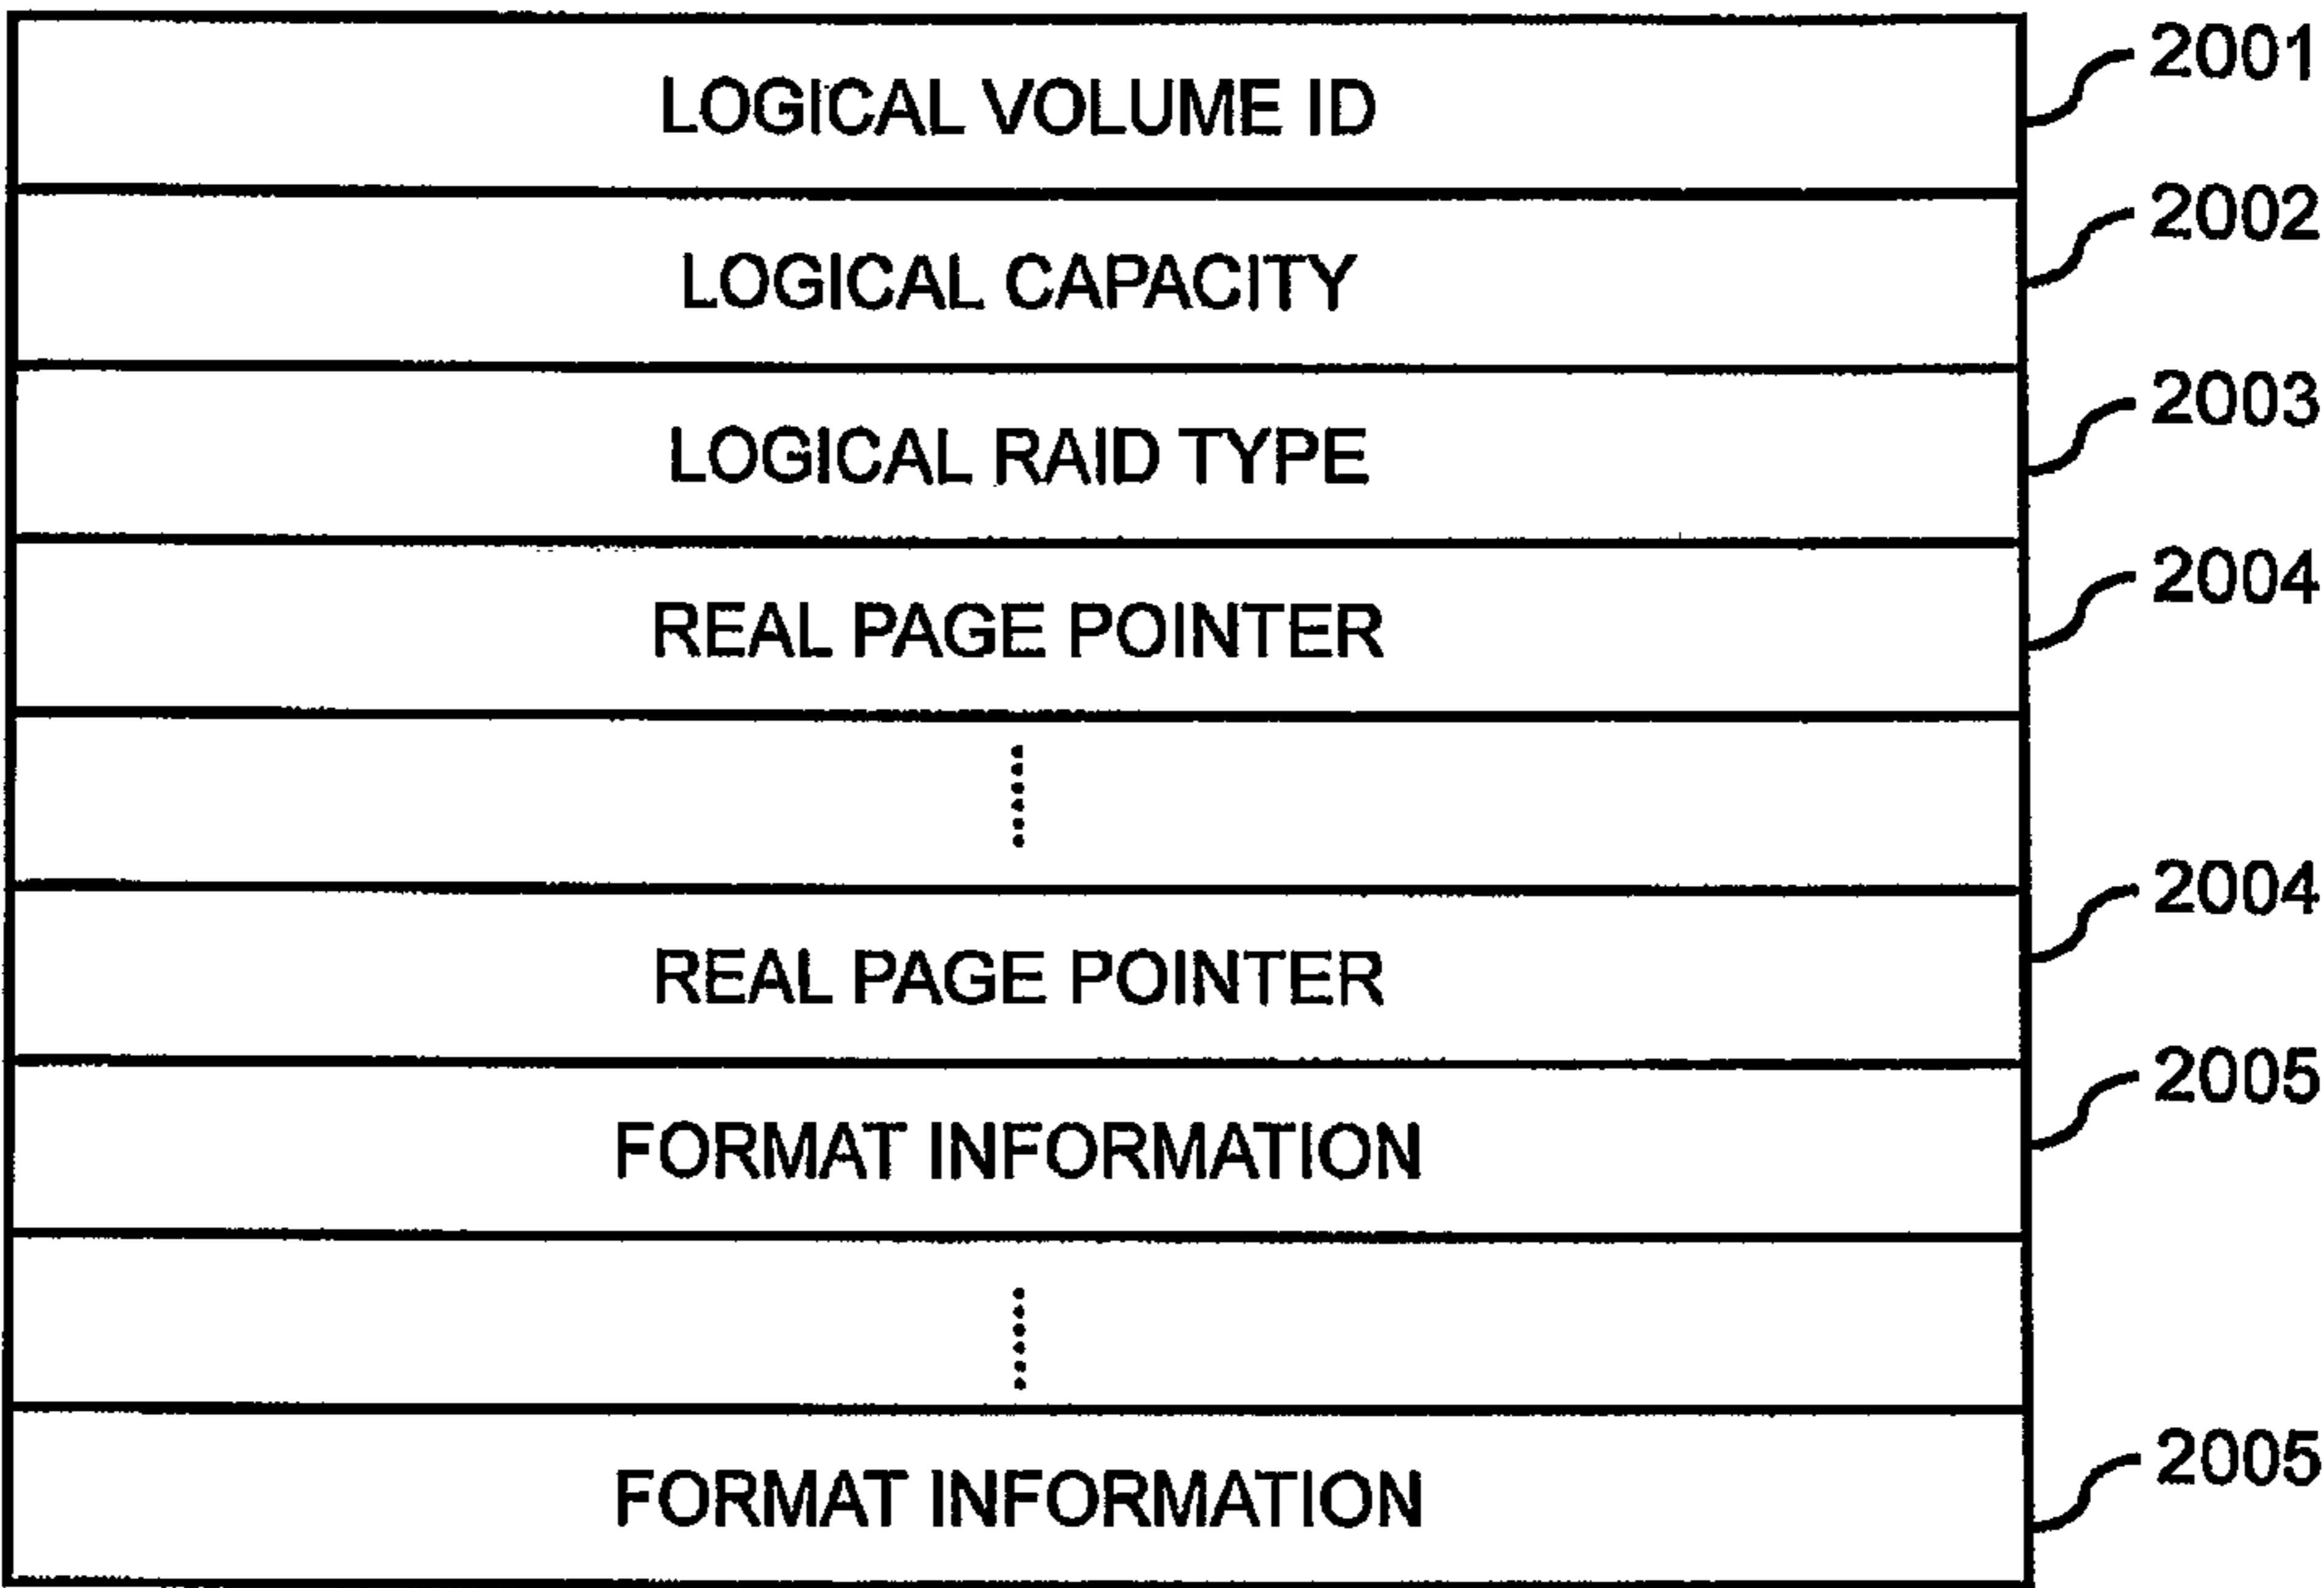 LOGICAL VOLUME ID 2001
LOGICAL CAPACITY 2002
LOGICAL RAID TYPE 2003
REAL PAGE POINTER 2004
REAL PAGE POINTER 2004
FORMAT INFORMATION 2005
FORMAT INFORMATION 2005